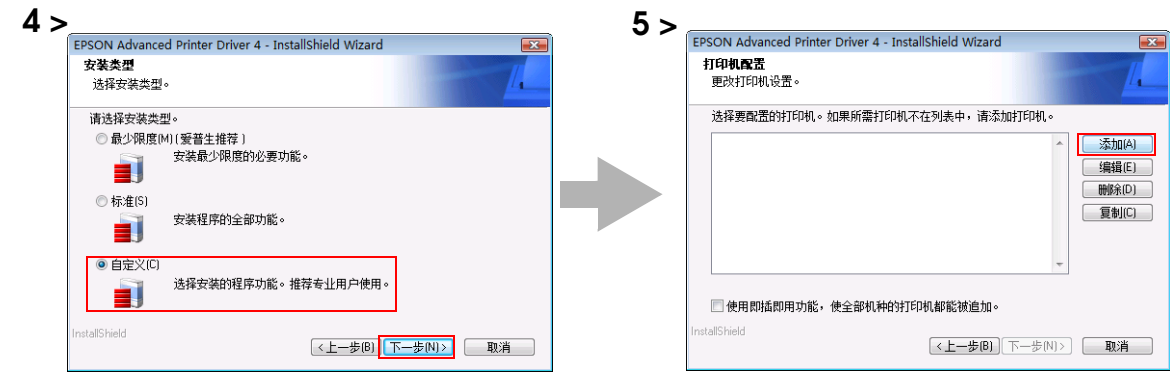 4 >
EPSON Advanced Printer Driver 4 - InstallShield Wizard
安装类型
选择安装类型。
请选择安装类型。
最少限度(M) (爱普生推荐)
安装最少限度的必要功能。
标准(S)
安装程序的全部功能。
自定义(C)
选择安装的程序功能。推荐专业用户使用。
InstallShield
<上一步(B) 下一步(N)> 取消
5 >
EPSON Advanced Printer Driver 4 - InstallShield Wizard
打印机配置
更改打印机设置。
选择要配置的打印机。如果所需打印机不在列表中，请添加打印机。
添加(A)
编辑(E)
删除(D)
复制(C)
使用即插即用功能，使全部机种的打印机都能被追加。
InstallShield
<上一步(B) 下一步(N)> 取消